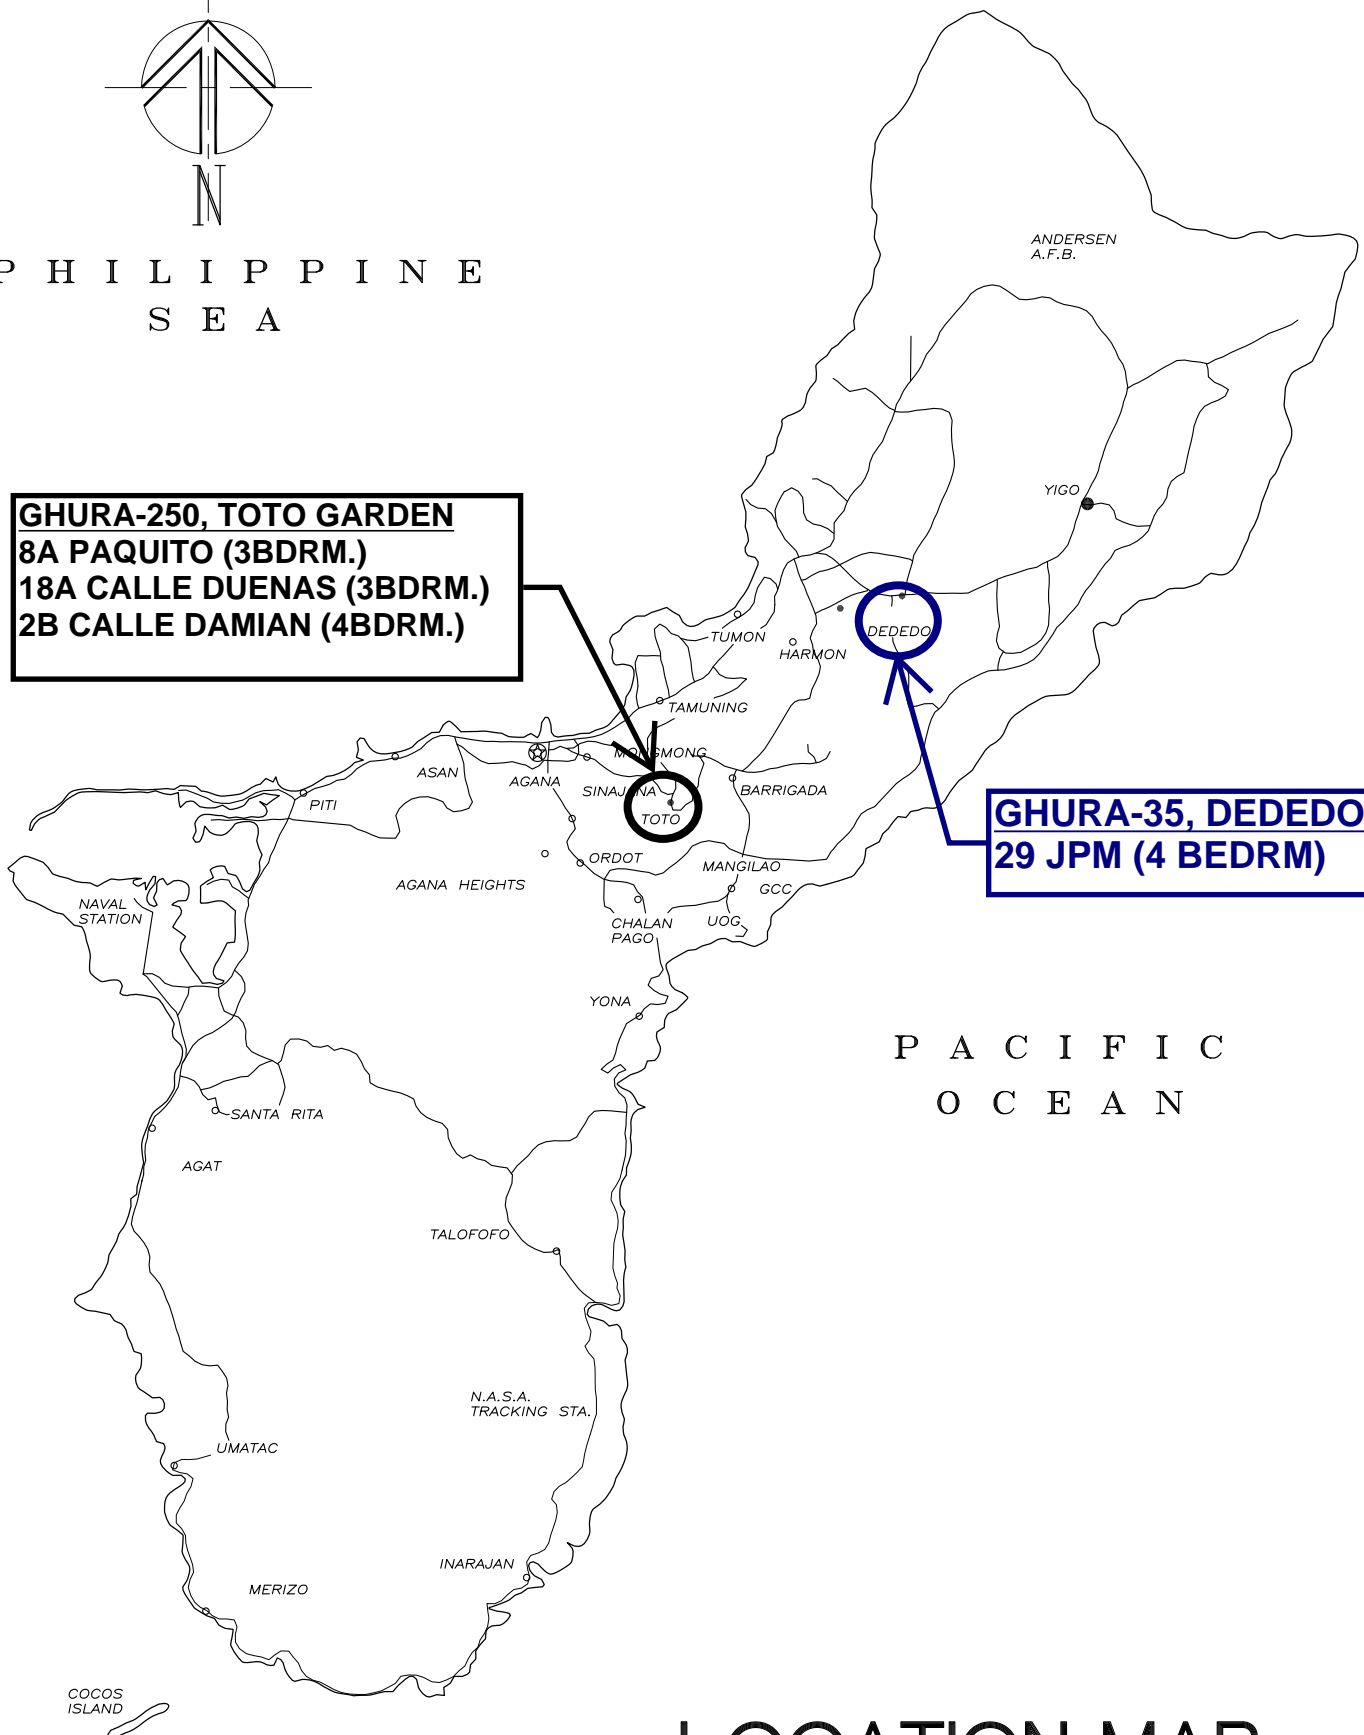 N
PHILIPPINE
SEA
ANDERSEN
A.F.B.
YIGO
GHURA-250, TOTO GARDEN
8A PAQUITO (3BDRM.)
18A CALLE DUENAS (3BDRM.)
2B CALLE DAMIAN (4BDRM.)
TUMON
HARMON
DEDEDO
TAMUNING
MONGMONG
ASAN
AGANA
SINAJANA
BARRIGADA
PITI
TOTO
GHURA-35, DEDEDO
29 JPM (4 BEDRM)
ORDOT
MANGILAO
AGANA HEIGHTS
GCC
NAVAL
STATION
CHALAN
PAGO
UOG
YONA
PACIFIC
OCEAN
SANTA RITA
AGAT
TALOFOFO
N.A.S.A.
TRACKING STA.
UMATAC
INARAJAN
MERIZO
COCOS
ISLAND
LOCATION MAP